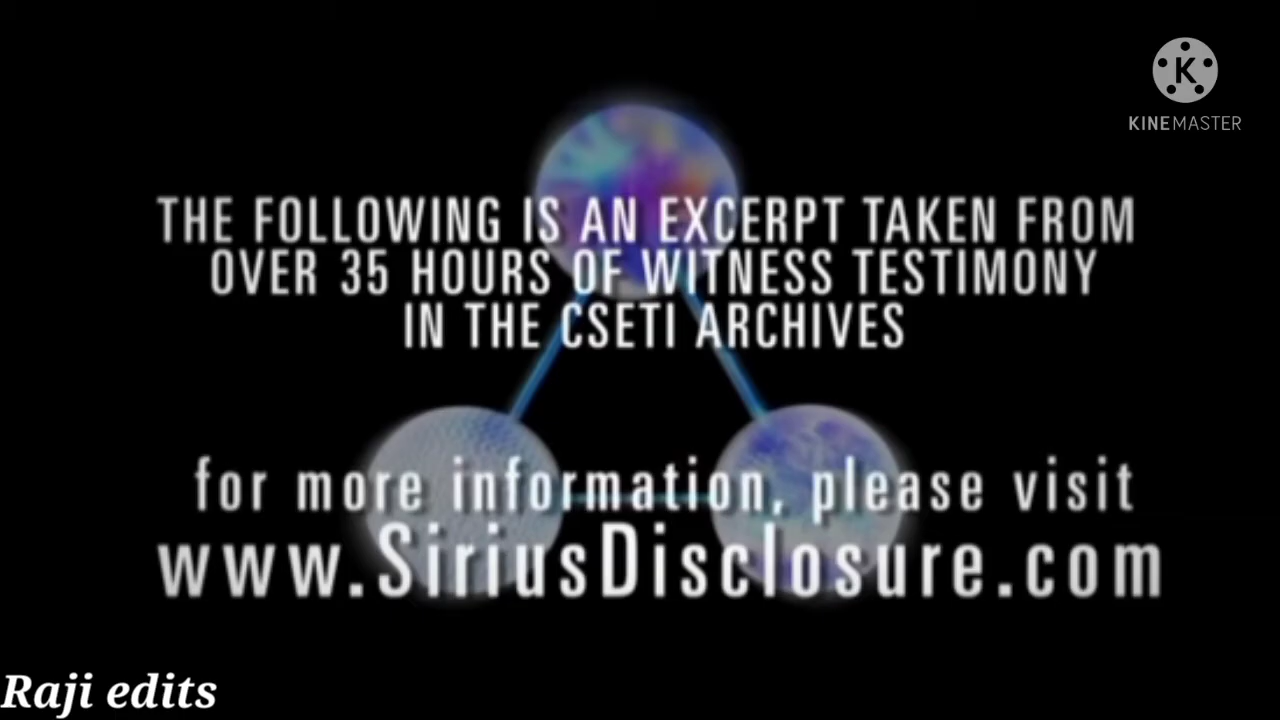 K
KINEMASTER
THE FOLLOWING IS AN EXCERPT TAKEN FROM
OVER 35 HOURS OF WITNESS TESTIMONY
IN THE CSETI ARCHIVES
for more information, please visit
www.SiriusDisclosure.com
Raji edits